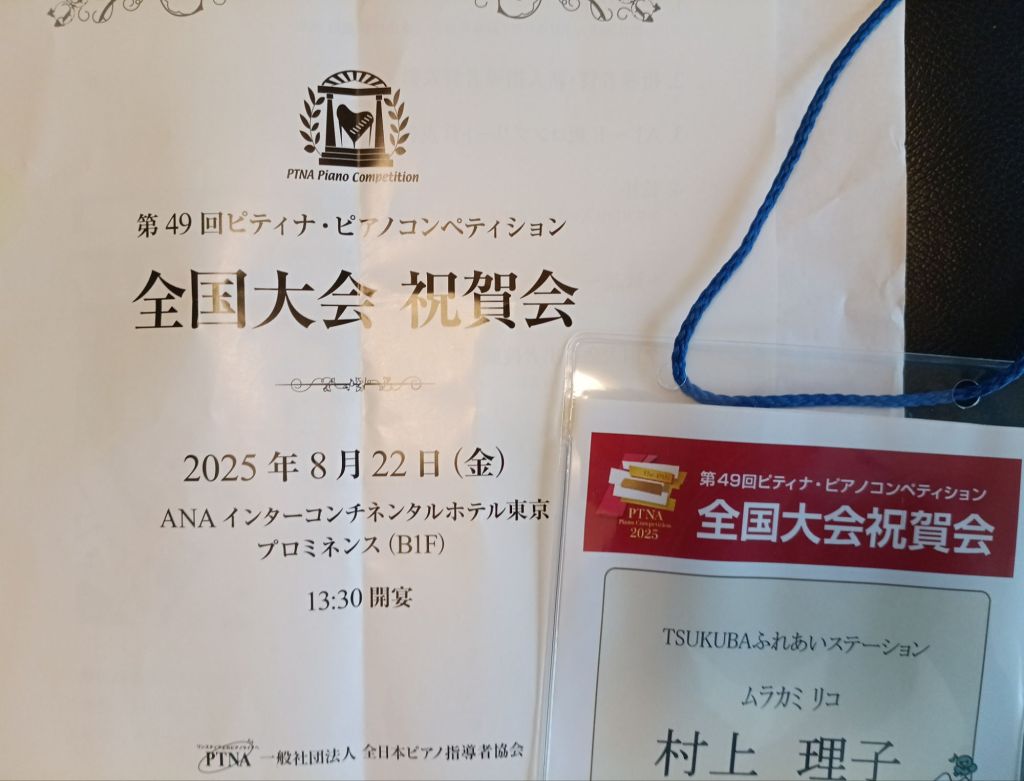 PTNA Piano Competition
第49回ピティナ・ピアノコンペティション
全国大会 祝賀会
2025年8月22日(金)
ANAインターコンチネンタルホテル東京
プロミネンス(B1F)
13:30 開宴
PTNA 一般社団法人 全日本ピアノ指導者協会
PTNA
Piano Competition
2025
第49回ピティナ・ピアノコンペティション
全国大会祝賀会
TSUKUBAふれあいステーション
ムラカミ リコ
村上 理子